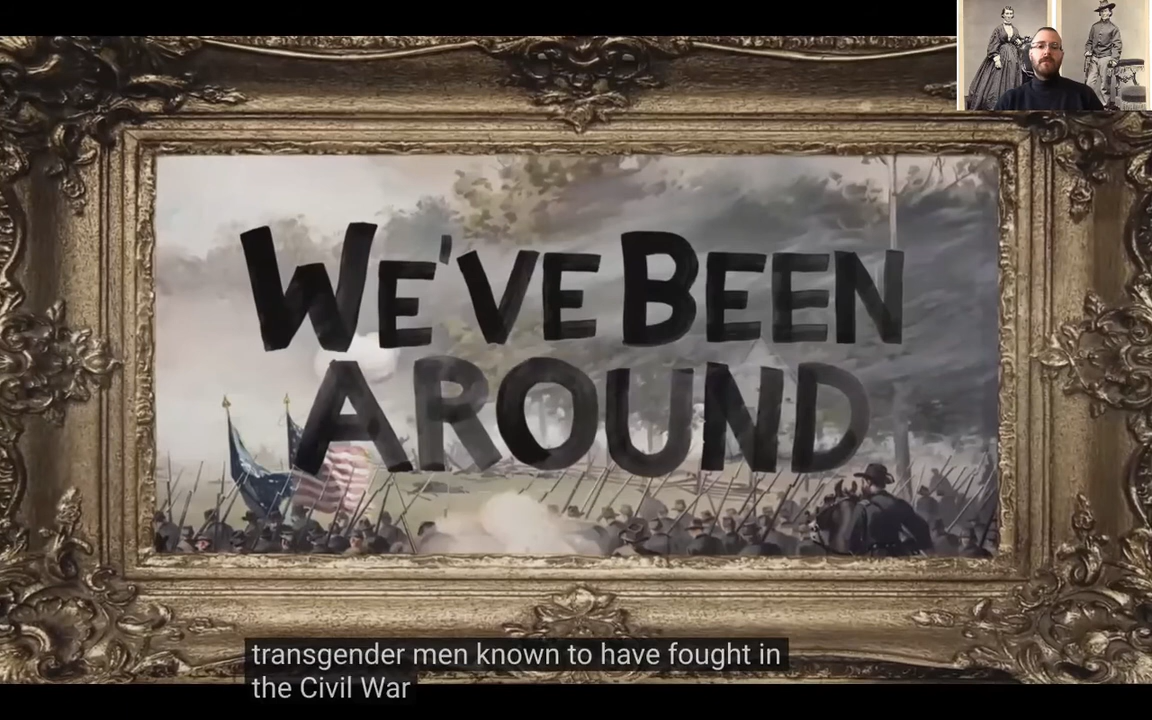 WE'VE BEEN
AROUND
transgender men known to have fought in
the Civil War